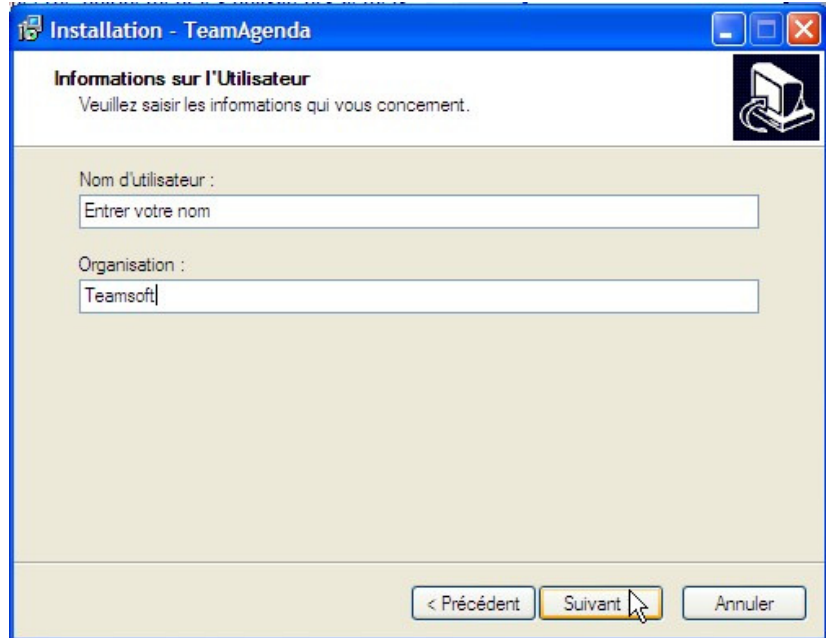 Installation - TeamAgenda
Informations sur l'Utilisateur
Veuillez saisir les informations qui vous concernent.
Nom d'utilisateur :
Entrer votre nom
Organisation :
Teamsoft
< Précédent
Suivant
Annuler